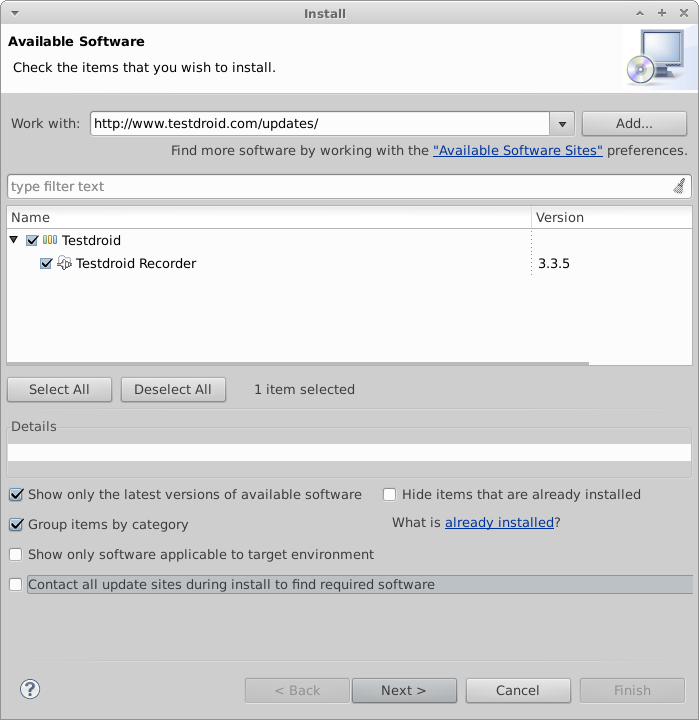 Install
Available Software
Check the items that you wish to install.
Work with: http://www.testdroid.com/updates/ Add...
Find more software by working with the "Available Software Sites" preferences.
type filter text
Name Version
Testdroid
Testdroid Recorder 3.3.5
Select All Deselect All 1 item selected
Details
Show only the latest versions of available software Hide items that are already installed
Group items by category What is already installed?
Show only software applicable to target environment
Contact all update sites during install to find required software
? < Back Next > Cancel Finish